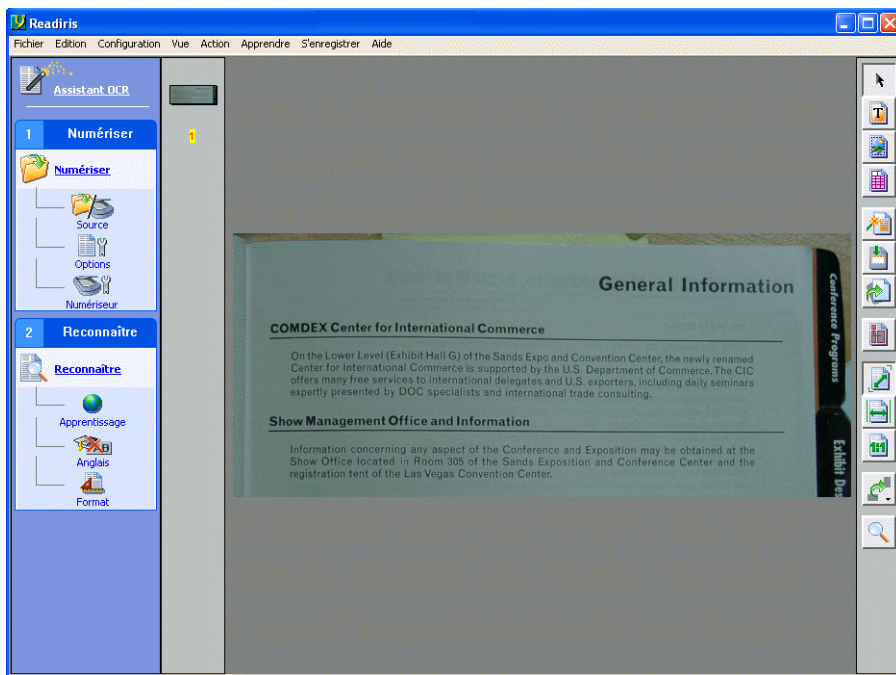 Readiris
Fichier Edition Configuration Vue Action Apprendre S'enregistrer Aide
Assistant OCR
1 Numériser
Numériser
Source
Options
Numériseur
2 Reconnaître
Reconnaître
Apprentissage
Anglais
Format
1
General Information
COMDEX Center for International Commerce
On the Lower Level (Exhibit Hall G) of the Sands Expo and Convention Center, the newly renamed
Center for International Commerce is supported by the U.S. Department of Commerce. The CIC
offers many free services to international delegates and U.S. exporters, including daily seminars
expertly presented by DOC specialists and international trade consulting.
Show Management Office and Information
Information concerning any aspect of the Conference and Exposition may be obtained at the
Show Office located in Room 305 of the Sands Exposition and Conference Center and the
registration tent of the Las Vegas Convention Center.
Conference Programs
Exhibit Des
T
1:1